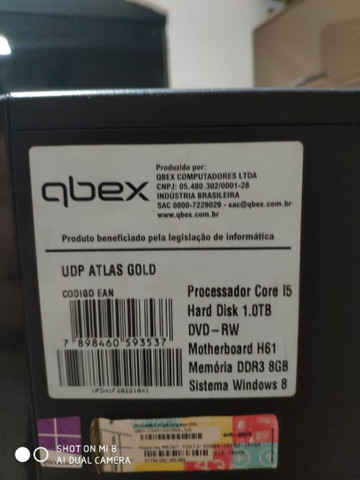 Produzido por:
QBEX COMPUTADORES LTDA
CNPJ: 05.480.302/0001-28
INDÚSTRIA BRASILEIRA
SAC 0800-7229029 - sac@qbex.com.br
www.qbex.com.br
qbex
Produto beneficiado pela legislação de informática
UDP ATLAS GOLD
CODIGO EAN
7 898460 593537
Processador Core I5
Hard Disk 1.0TB
DVD-RW
Motherboard H61
Memória DDR3 8GB
Sistema Windows 8
QBEX COMPUTADORES LTDA
SHOT ON MI 8
AI DUAL CAMERA